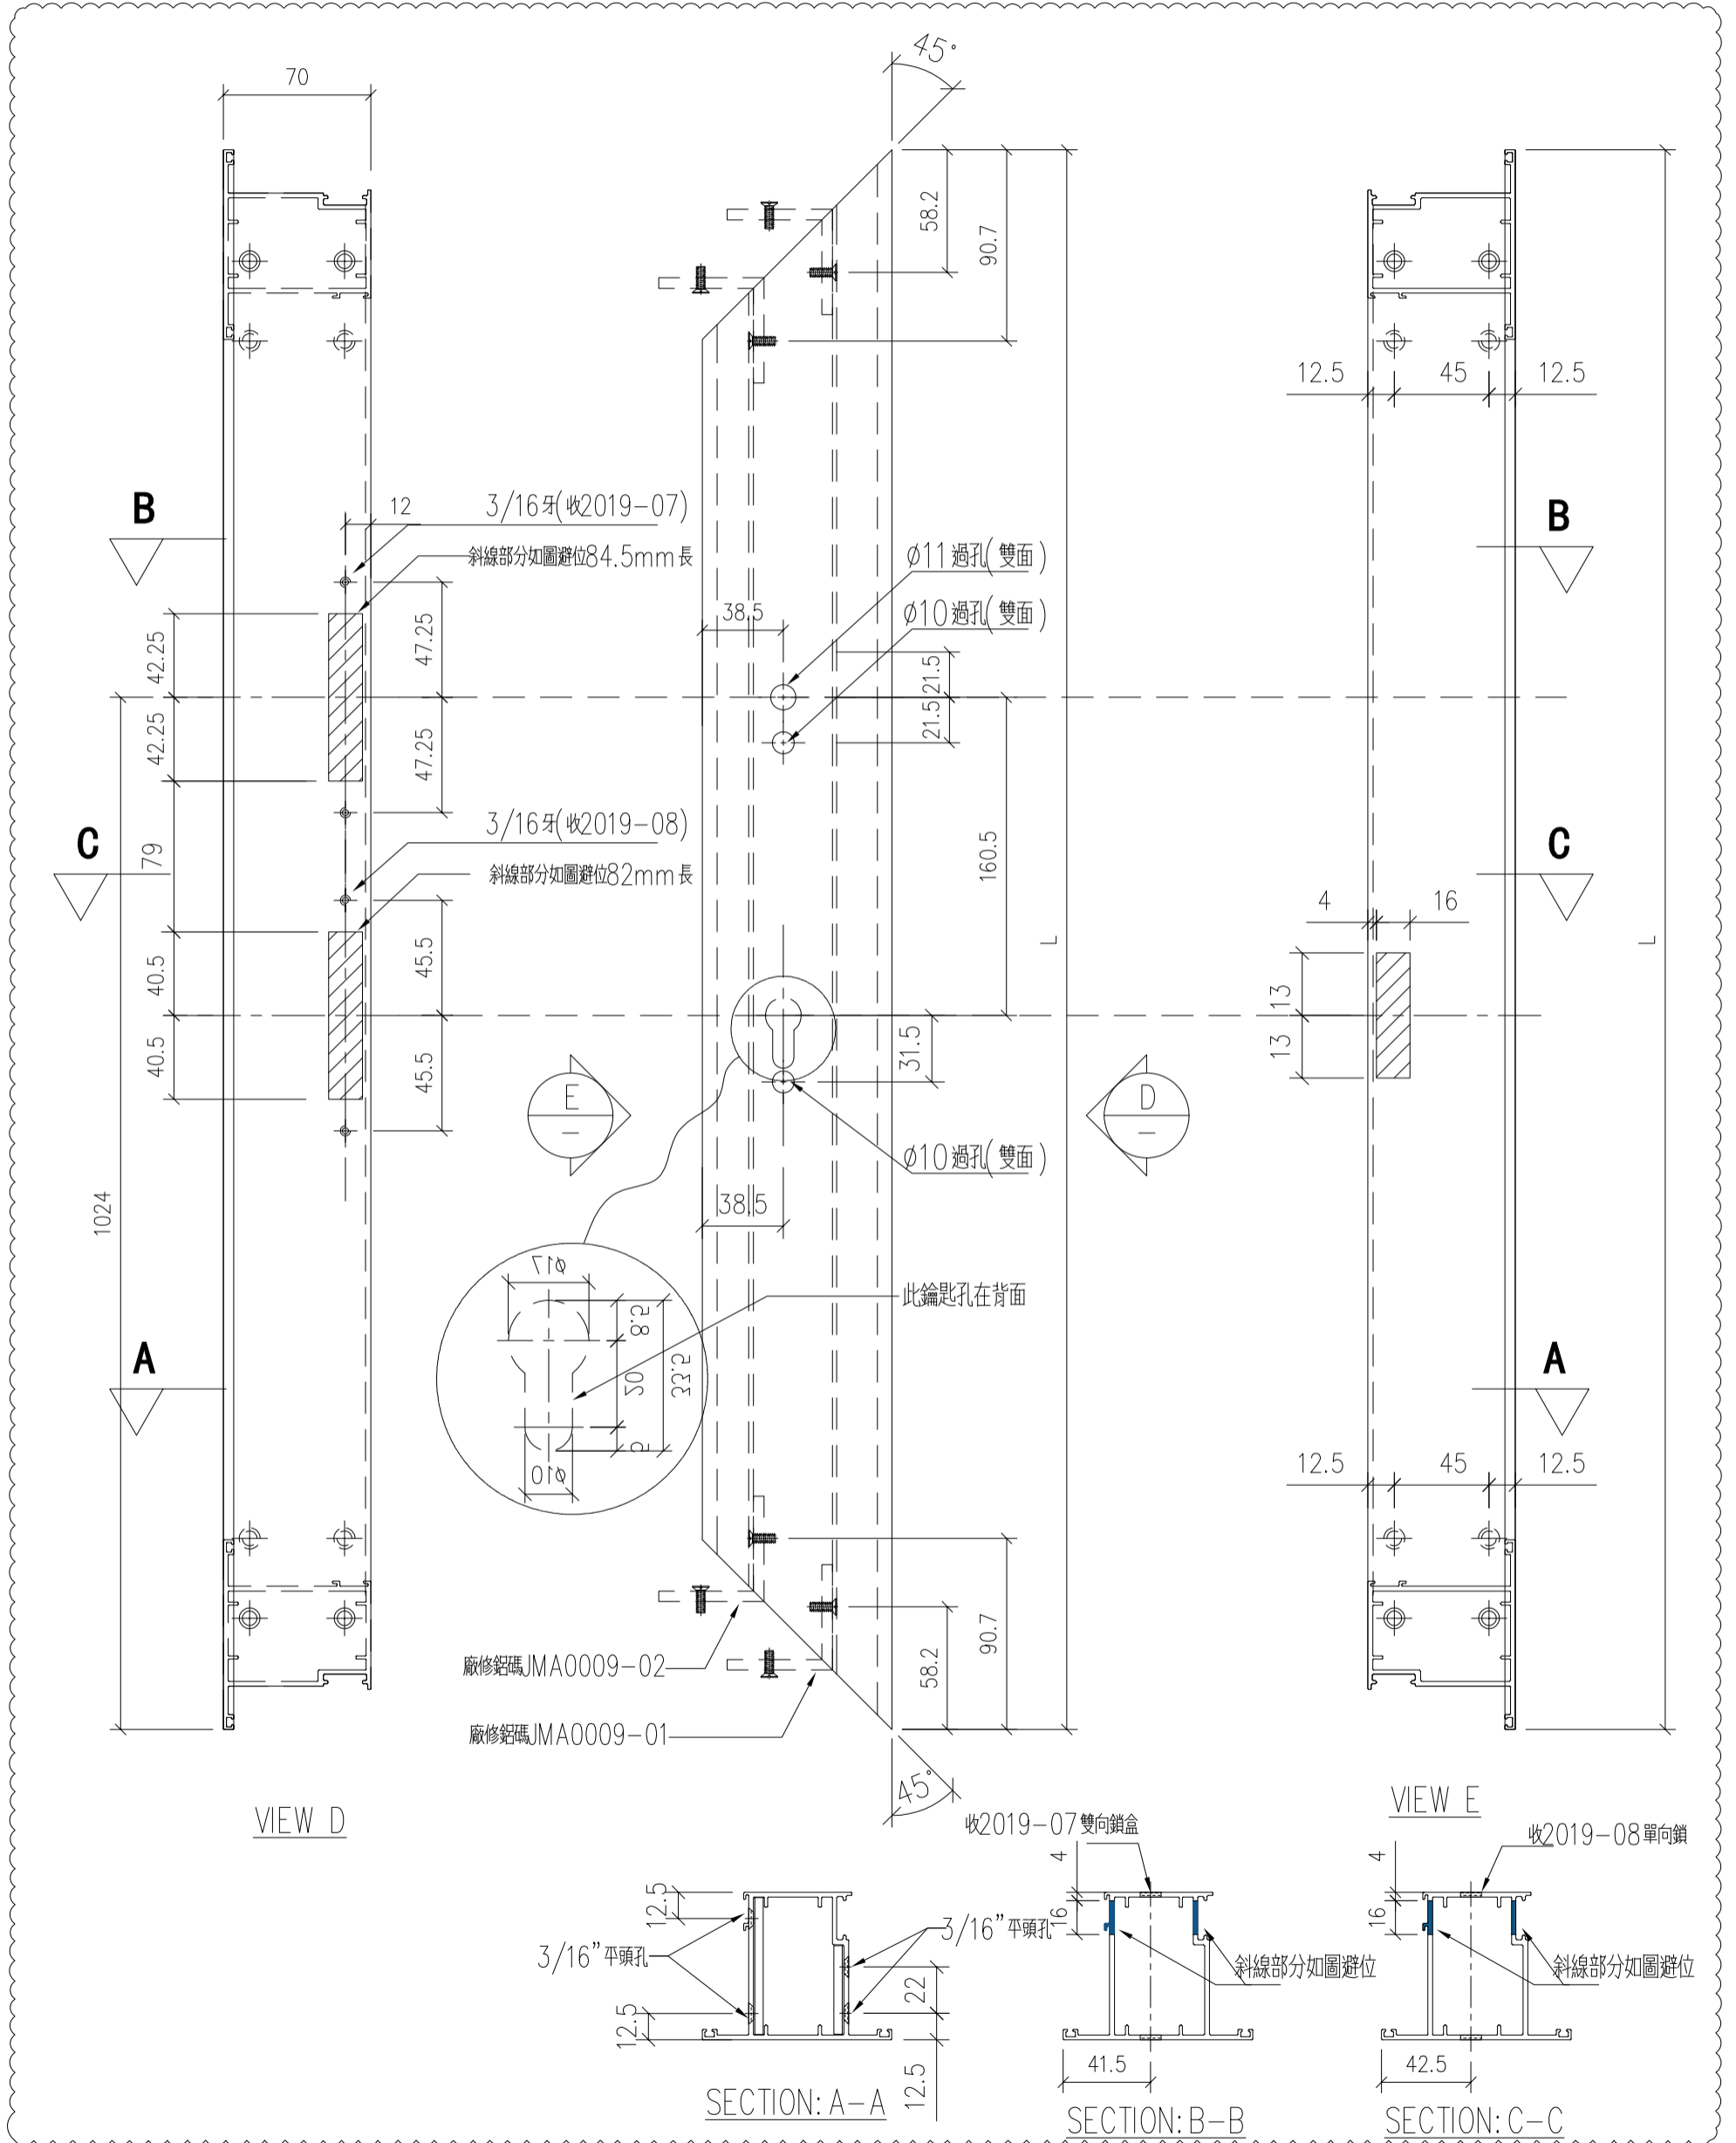 45°
70
58.2
90.7
12.5
45
12.5
B
12
3/16牙(收2019-07)
B
斜線部分如圖避位84.5mm長
ø11過孔(雙面)
38.5
ø10過孔(雙面)
42.25
47.25
21.5
42.25
47.25
21.5
3/16牙(收2019-08)
C
79
160.5
C
斜線部分如圖避位82mm長
4
16
L
L
40.5
45.5
13
40.5
45.5
31.5
13
E
-
D
-
ø10過孔(雙面)
1024
38.5
ø17
此鑰匙孔在背面
8.5
A
20
33.5
A
5
ø10
12.5
45
12.5
90.7
58.2
廠修鋁碼JMA0009-02
廠修鋁碼JMA0009-01
45°
VIEW D
VIEW E
收2019-07雙向鎖盒
收2019-08單向鎖
4
4
12.5
16
16
3/16"平頭孔
3/16"平頭孔
斜線部分如圖避位
斜線部分如圖避位
22
12.5
12.5
41.5
42.5
SECTION:A-A
SECTION:B-B
SECTION:C-C